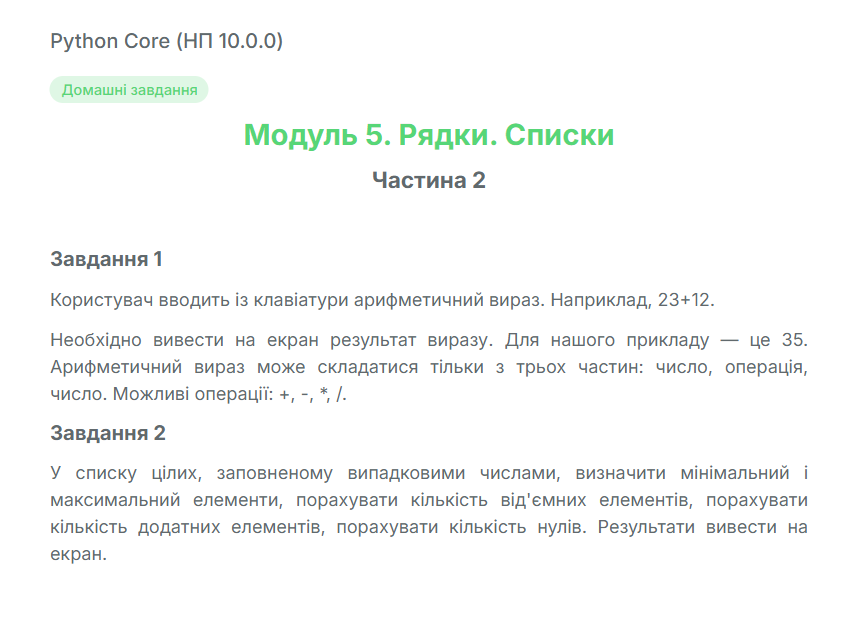 Python Core (НП 10.0.0)
Домашні завдання
Модуль 5. Рядки. Списки
Частина 2
Завдання 1
Користувач вводить із клавіатури арифметичний вираз. Наприклад, 23+12.
Необхідно вивести на екран результат виразу. Для нашого прикладу — це 35.
Арифметичний вираз може складатися тільки з трьох частин: число, операція,
число. Можливі операції: +, -, *, /.
Завдання 2
У списку цілих, заповненому випадковими числами, визначити мінімальний і
максимальний елементи, порахувати кількість від'ємних елементів, порахувати
кількість додатних елементів, порахувати кількість нулів. Результати вивести на
екран.